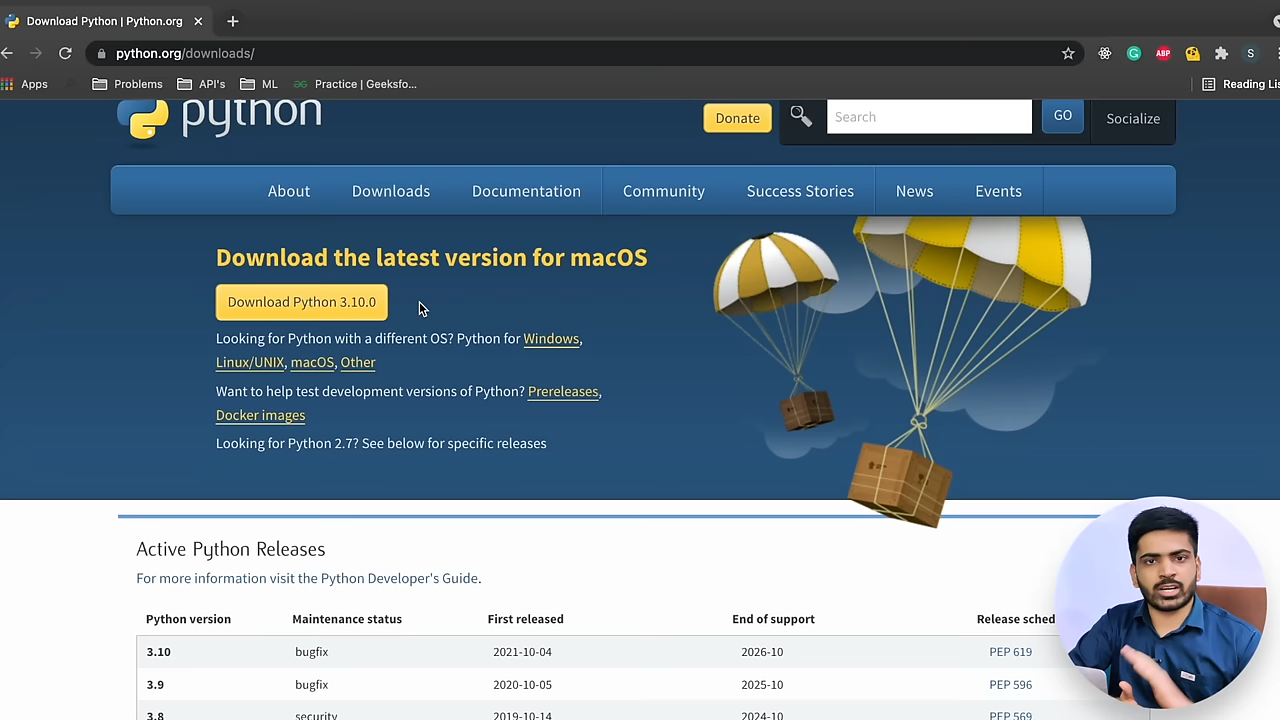 Download Python | Python.org
python.org/downloads/
ABP
S
Apps
Problems
API's
ML
Practice | Geeksfo...
Reading Lis
python
Donate
Search
GO
Socialize
About
Downloads
Documentation
Community
Success Stories
News
Events
Download the latest version for macOS
Download Python 3.10.0
Looking for Python with a different OS? Python for Windows,
Linux/UNIX, macOS, Other
Want to help test development versions of Python? Prereleases,
Docker images
Looking for Python 2.7? See below for specific releases
Active Python Releases
For more information visit the Python Developer's Guide.
Python version Maintenance status First released End of support Release sched
3.10 bugfix 2021-10-04 2026-10 PEP 619
3.9 bugfix 2020-10-05 2025-10 PEP 596
3.8 security 2019-10-14 2024-10 PEP 569